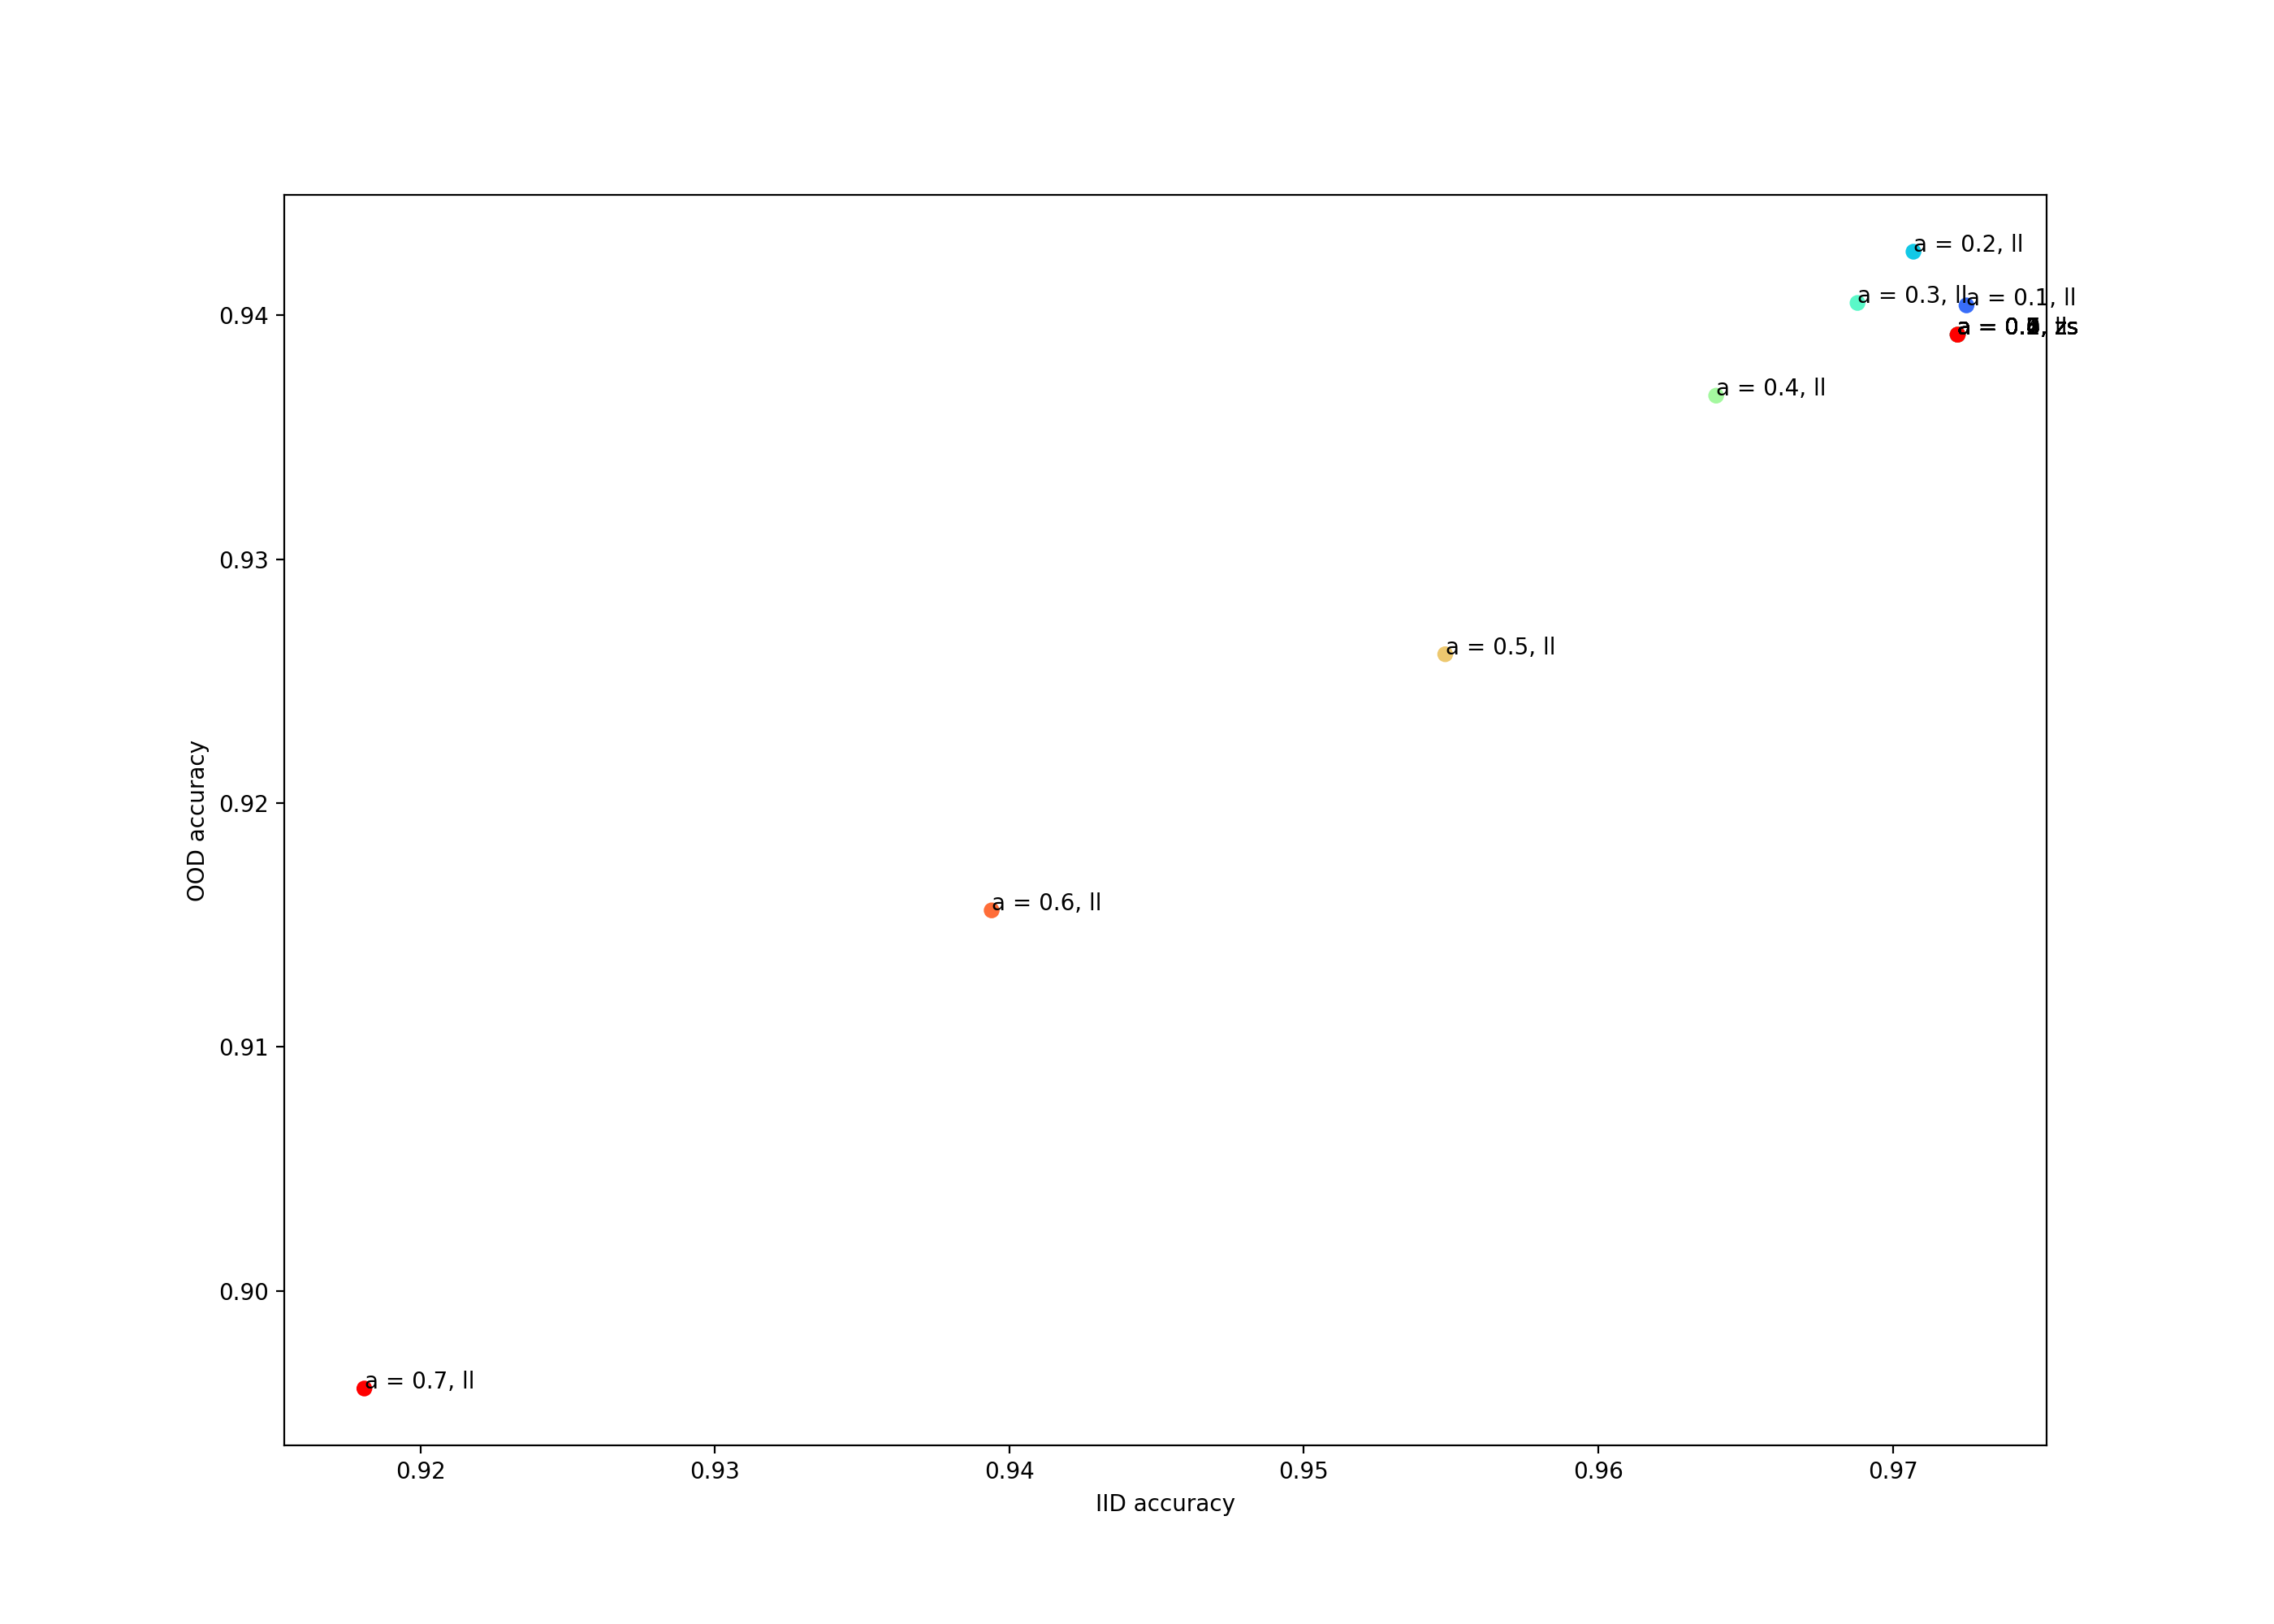 a = 0.2, ll
a = 0.3, ll
a = 0.1, ll
a = 0.4, ll
a = 0.5, ll
a = 0.6, ll
a = 0.7, ll
0.94
0.93
0.92
0.91
0.90
OOD accuracy
0.92 0.93 0.94 0.95 0.96 0.97
IID accuracy